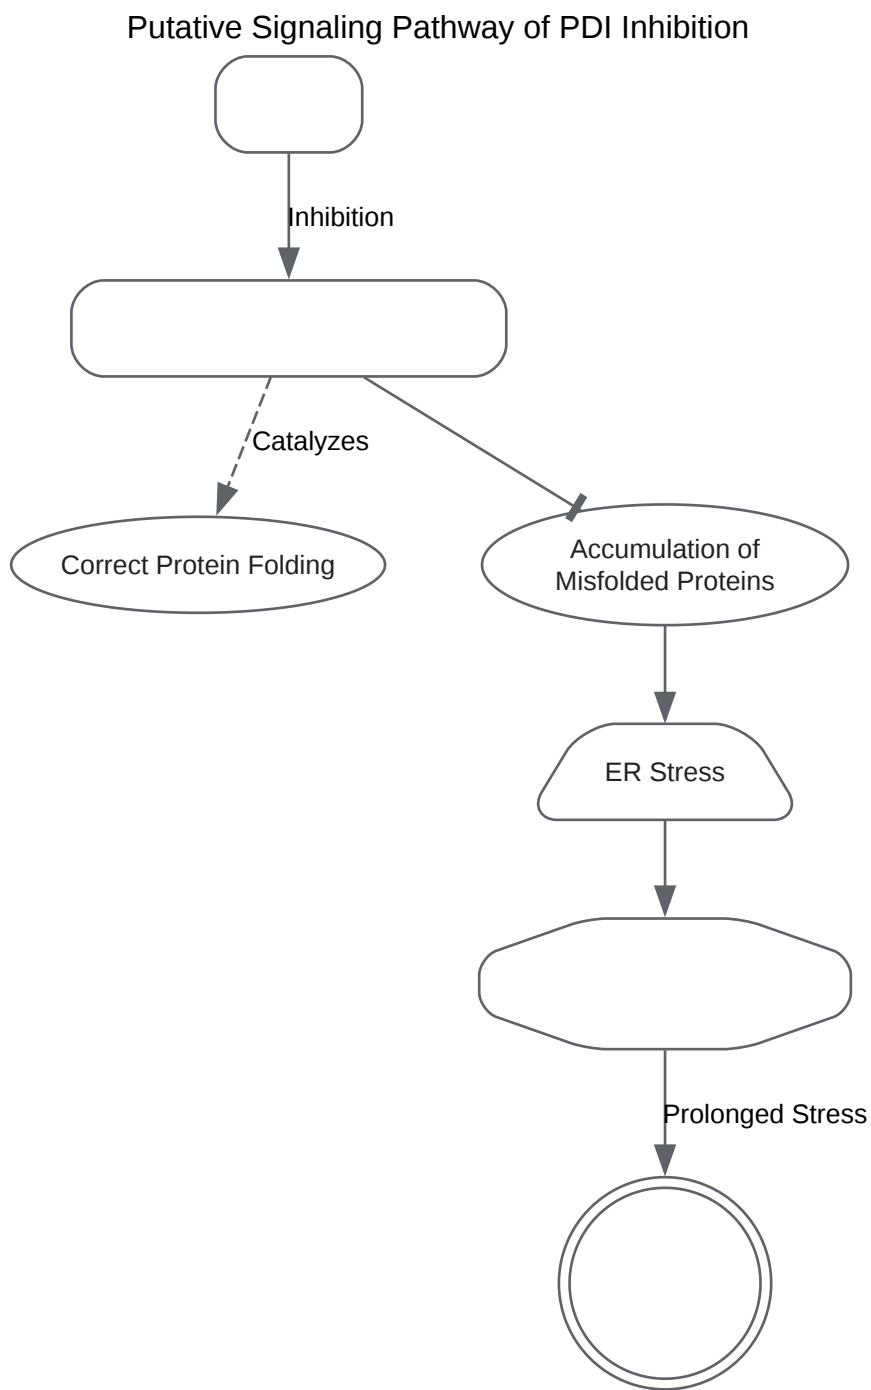 Putative Signaling Pathway of PDI Inhibition
Inhibition
Catalyzes
Correct Protein Folding
Accumulation of
Misfolded Proteins
ER Stress
Prolonged Stress